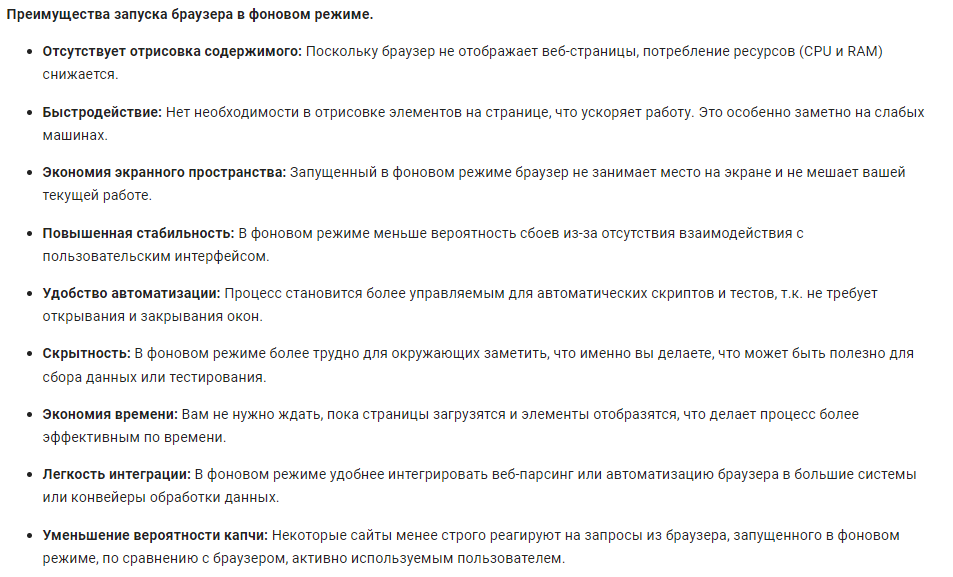 Преимущества запуска браузера в фоновом режиме.
• Отсутствует отрисовка содержимого: Поскольку браузер не отображает веб-страницы, потребление ресурсов (CPU и RAM)
снижается.
• Быстродействие: Нет необходимости в отрисовке элементов на странице, что ускоряет работу. Это особенно заметно на слабых
машинах.
• Экономия экранного пространства: Запущенный в фоновом режиме браузер не занимает место на экране и не мешает вашей
текущей работе.
• Повышенная стабильность: В фоновом режиме меньше вероятность сбоев из-за отсутствия взаимодействия с
пользовательским интерфейсом.
• Удобство автоматизации: Процесс становится более управляемым для автоматических скриптов и тестов, т.к. не требует
открывания и закрывания окон.
• Скрытность: В фоновом режиме более трудно для окружающих заметить, что именно вы делаете, что может быть полезно для
сбора данных или тестирования.
• Экономия времени: Вам не нужно ждать, пока страницы загрузятся и элементы отобразятся, что делает процесс более
эффективным по времени.
• Легкость интеграции: В фоновом режиме удобнее интегрировать веб-парсинг или автоматизацию браузера в большие системы
или конвейеры обработки данных.
• Уменьшение вероятности капчи: Некоторые сайты менее строго реагируют на запросы из браузера, запущенного в фоновом
режиме, по сравнению с браузером, активно используемым пользователем.